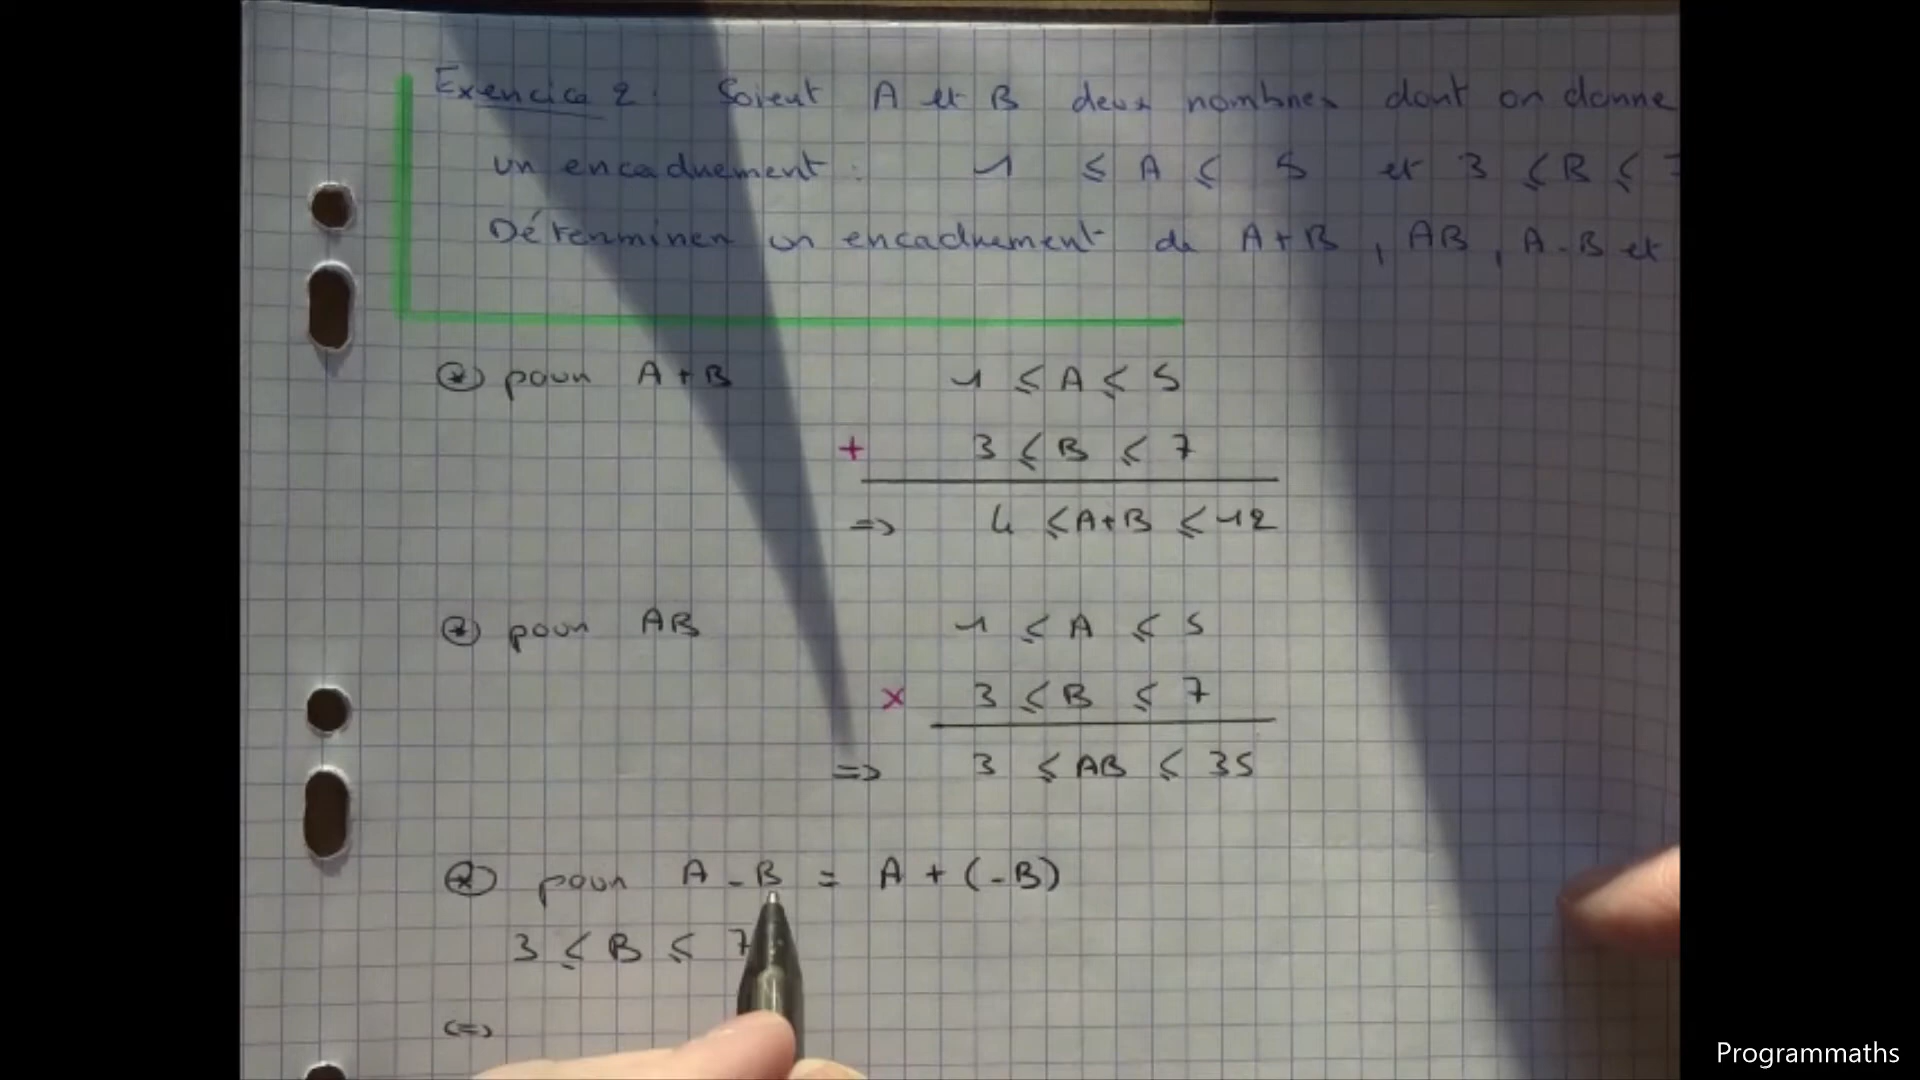 Exercice 2 : Soient A et B deux nombres dont on donne
un encadrement : 1 ≤ A ≤ 5 et 3 ≤ B ≤ 7
Déterminer un encadrement de A+B , AB , A-B et
⊛ pour A+B 1 ≤ A ≤ 5
+ 3 ≤ B ≤ 7
=> 4 ≤ A+B ≤ 12
⊛ pour AB 1 ≤ A ≤ 5
× 3 ≤ B ≤ 7
=> 3 ≤ AB ≤ 35
⊛ pour A - B = A + (-B)
3 ≤ B ≤ 7
<=>
Programmaths